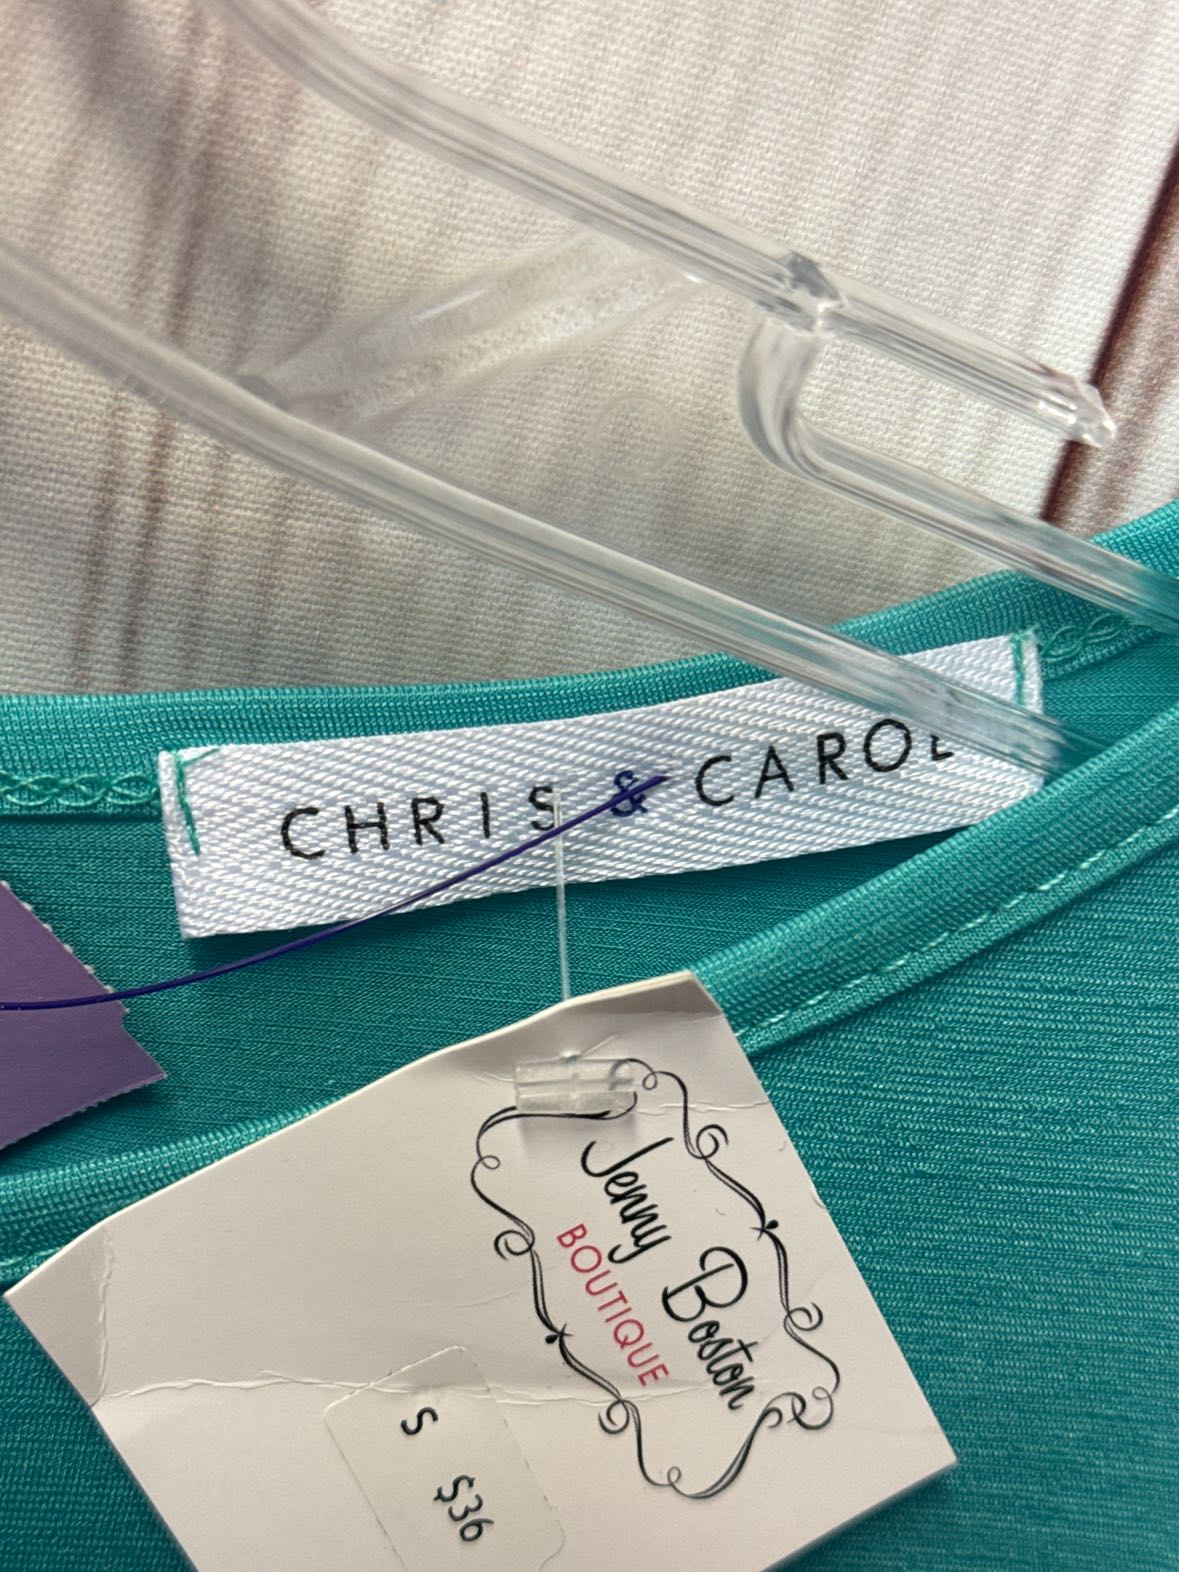 CHRIS & CAROL
Jenny Boston
BOUTIQUE
S
$36